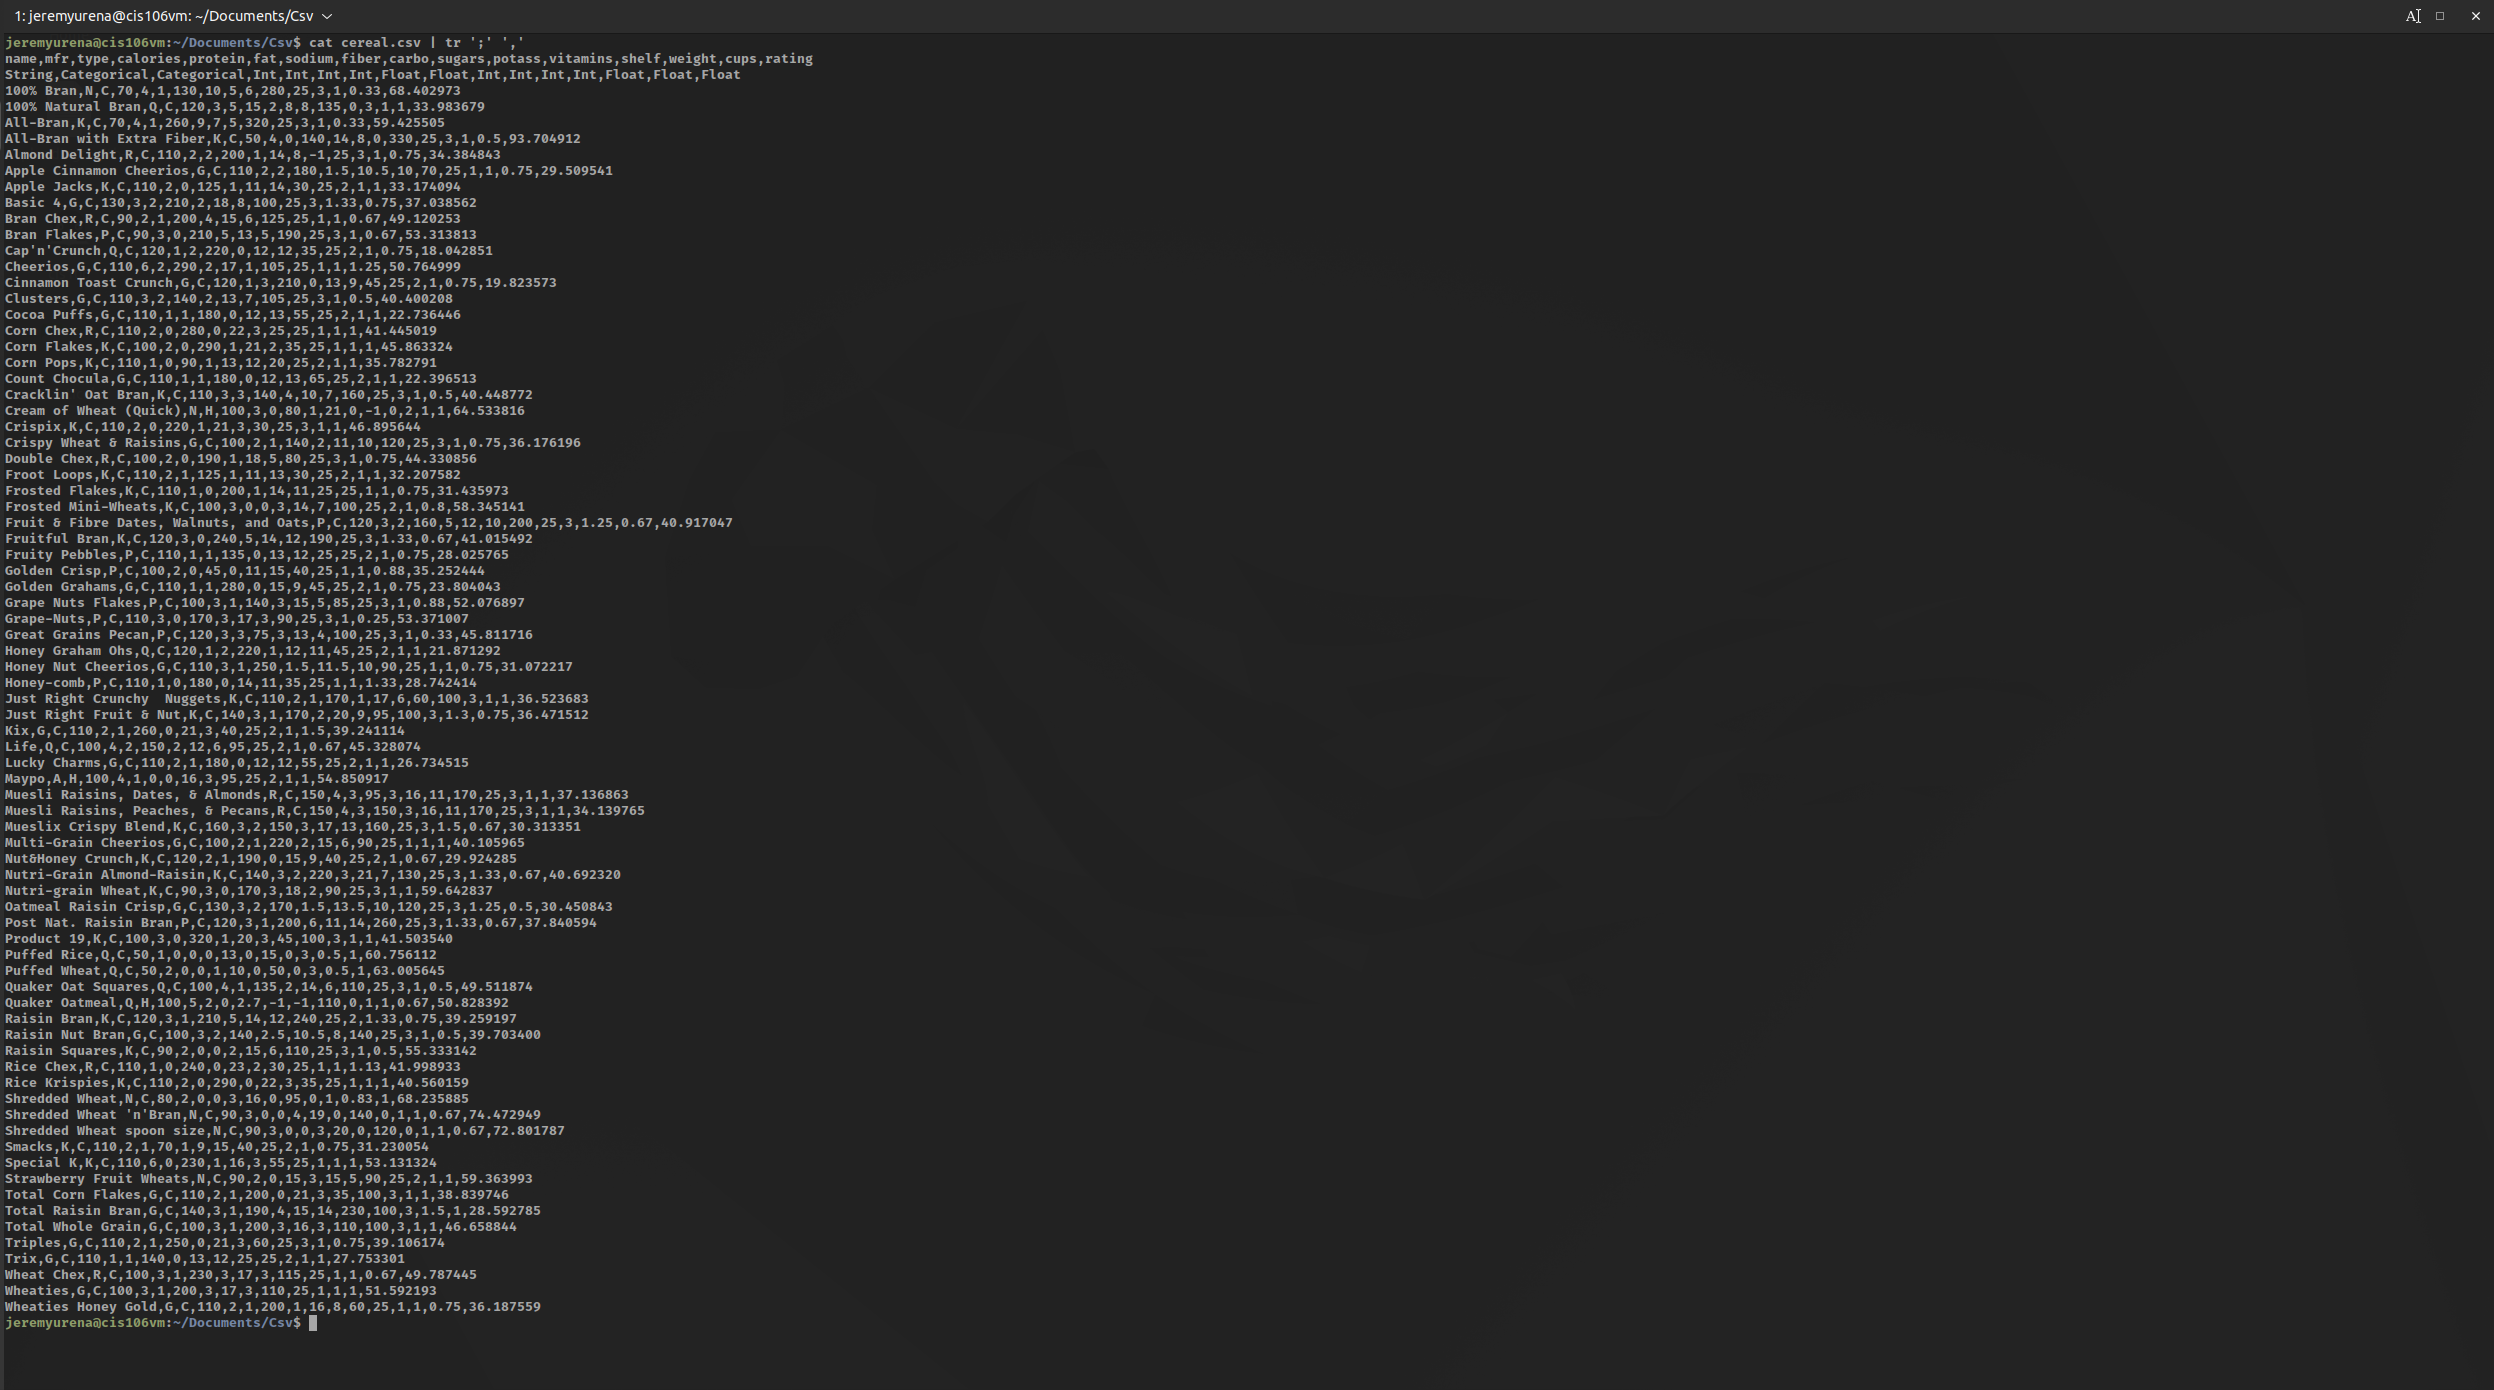 1: jeremyurena@cis106vm: ~/Documents/Csv
jeremyurena@cis106vm:~/Documents/Csv$ cat cereal.csv | tr ';' ','
name,mfr,type,calories,protein,fat,sodium,fiber,carbo,sugars,potass,vitamins,shelf,weight,cups,rating
String,Categorical,Categorical,Int,Int,Int,Int,Float,Float,Int,Int,Int,Int,Float,Float,Float
100% Bran,N,C,70,4,1,130,10,5,6,280,25,3,1,0.33,68.402973
100% Natural Bran,Q,C,120,3,5,15,2,8,8,135,0,3,1,1,33.983679
All-Bran,K,C,70,4,1,260,9,7,5,320,25,3,1,0.33,59.425505
All-Bran with Extra Fiber,K,C,50,4,0,140,14,8,0,330,25,3,1,0.5,93.704912
Almond Delight,R,C,110,2,2,200,1,14,8,-1,25,3,1,0.75,34.384843
Apple Cinnamon Cheerios,G,C,110,2,2,180,1.5,10.5,10,70,25,1,1,0.75,29.509541
Apple Jacks,K,C,110,2,0,125,1,11,14,30,25,2,1,1,33.174094
Basic 4,G,C,130,3,2,210,2,18,8,100,25,3,1.33,0.75,37.038562
Bran Chex,R,C,90,2,1,200,4,15,6,125,25,1,1,0.67,49.120253
Bran Flakes,P,C,90,3,0,210,5,13,5,190,25,3,1,0.67,53.313813
Cap'n'Crunch,Q,C,120,1,2,220,0,12,12,35,25,2,1,0.75,18.042851
Cheerios,G,C,110,6,2,290,2,17,1,105,25,1,1,1.25,50.764999
Cinnamon Toast Crunch,G,C,120,1,3,210,0,13,9,45,25,2,1,0.75,19.823573
Clusters,G,C,110,3,2,140,2,13,7,105,25,3,1,0.5,40.400208
Cocoa Puffs,G,C,110,1,1,180,0,12,13,55,25,2,1,1,22.736446
Corn Chex,R,C,110,2,0,280,0,22,3,25,25,1,1,1,41.445019
Corn Flakes,K,C,100,2,0,290,1,21,2,35,25,1,1,1,45.863324
Corn Pops,K,C,110,1,0,90,1,13,12,20,25,2,1,1,35.782791
Count Chocula,G,C,110,1,1,180,0,12,13,65,25,2,1,1,22.396513
Cracklin' Oat Bran,K,C,110,3,3,140,4,10,7,160,25,3,1,0.5,40.448772
Cream of Wheat (Quick),N,H,100,3,0,80,1,21,0,-1,0,2,1,1,64.533816
Crispix,K,C,110,2,0,220,1,21,3,30,25,3,1,1,46.895644
Crispy Wheat & Raisins,G,C,100,2,1,140,2,11,10,120,25,3,1,0.75,36.176196
Double Chex,R,C,100,2,0,190,1,18,5,80,25,3,1,0.75,44.330856
Froot Loops,K,C,110,2,1,125,1,11,13,30,25,2,1,1,32.207582
Frosted Flakes,K,C,110,1,0,200,1,14,11,25,25,1,1,0.75,31.435973
Frosted Mini-Wheats,K,C,100,3,0,0,3,14,7,100,25,2,1,0.8,58.345141
Fruit & Fibre Dates, Walnuts, and Oats,P,C,120,3,2,160,5,12,10,200,25,3,1.25,0.67,40.917047
Fruitful Bran,K,C,120,3,0,240,5,14,12,190,25,3,1.33,0.67,41.015492
Fruity Pebbles,P,C,110,1,1,135,0,13,12,25,25,2,1,0.75,28.025765
Golden Crisp,P,C,100,2,0,45,0,11,15,40,25,1,1,0.88,35.252444
Golden Grahams,G,C,110,1,1,280,0,15,9,45,25,2,1,0.75,23.804043
Grape Nuts Flakes,P,C,100,3,1,140,3,15,5,85,25,3,1,0.88,52.076897
Grape-Nuts,P,C,110,3,0,170,3,17,3,90,25,3,1,0.25,53.371007
Great Grains Pecan,P,C,120,3,3,75,3,13,4,100,25,3,1,0.33,45.811716
Honey Graham Ohs,Q,C,120,1,2,220,1,12,11,45,25,2,1,1,21.871292
Honey Nut Cheerios,G,C,110,3,1,250,1.5,11.5,10,90,25,1,1,0.75,31.072217
Honey-comb,P,C,110,1,0,180,0,14,11,35,25,1,1,1.33,28.742414
Just Right Crunchy  Nuggets,K,C,110,2,1,170,1,17,6,60,100,3,1,1,36.523683
Just Right Fruit & Nut,K,C,140,3,1,170,2,20,9,95,100,3,1.3,0.75,36.471512
Kix,G,C,110,2,1,260,0,21,3,40,25,2,1,1.5,39.241114
Life,Q,C,100,4,2,150,2,12,6,95,25,2,1,0.67,45.328074
Lucky Charms,G,C,110,2,1,180,0,12,12,55,25,2,1,1,26.734515
Maypo,A,H,100,4,1,0,0,16,3,95,25,2,1,1,54.850917
Muesli Raisins, Dates, & Almonds,R,C,150,4,3,95,3,16,11,170,25,3,1,1,37.136863
Muesli Raisins, Peaches, & Pecans,R,C,150,4,3,150,3,16,11,170,25,3,1,1,34.139765
Mueslix Crispy Blend,K,C,160,3,2,150,3,17,13,160,25,3,1.5,0.67,30.313351
Multi-Grain Cheerios,G,C,100,2,1,220,2,15,6,90,25,1,1,1,40.105965
Nut&Honey Crunch,K,C,120,2,1,190,0,15,9,40,25,2,1,0.67,29.924285
Nutri-Grain Almond-Raisin,K,C,140,3,2,220,3,21,7,130,25,3,1.33,0.67,40.692320
Nutri-grain Wheat,K,C,90,3,0,170,3,18,2,90,25,3,1,1,59.642837
Oatmeal Raisin Crisp,G,C,130,3,2,170,1.5,13.5,10,120,25,3,1.25,0.5,30.450843
Post Nat. Raisin Bran,P,C,120,3,1,200,6,11,14,260,25,3,1.33,0.67,37.840594
Product 19,K,C,100,3,0,320,1,20,3,45,100,3,1,1,41.503540
Puffed Rice,Q,C,50,1,0,0,0,13,0,15,0,3,0.5,1,60.756112
Puffed Wheat,Q,C,50,2,0,0,1,10,0,50,0,3,0.5,1,63.005645
Quaker Oat Squares,Q,C,100,4,1,135,2,14,6,110,25,3,1,0.5,49.511874
Quaker Oatmeal,Q,H,100,5,2,0,2.7,-1,-1,110,0,1,1,0.67,50.828392
Raisin Bran,K,C,120,3,1,210,5,14,12,240,25,2,1.33,0.75,39.259197
Raisin Nut Bran,G,C,100,3,2,140,2.5,10.5,8,140,25,3,1,0.5,39.703400
Raisin Squares,K,C,90,2,0,0,2,15,6,110,25,3,1,0.5,55.333142
Rice Chex,R,C,110,1,0,240,0,23,2,30,25,1,1,1.13,41.998933
Rice Krispies,K,C,110,2,0,290,0,22,3,35,25,1,1,1,40.560159
Shredded Wheat,N,C,80,2,0,0,3,16,0,95,0,1,0.83,1,68.235885
Shredded Wheat 'n'Bran,N,C,90,3,0,0,4,19,0,140,0,1,1,0.67,74.472949
Shredded Wheat spoon size,N,C,90,3,0,0,3,20,0,120,0,1,1,0.67,72.801787
Smacks,K,C,110,2,1,70,1,9,15,40,25,2,1,0.75,31.230054
Special K,K,C,110,6,0,230,1,16,3,55,25,1,1,1,53.131324
Strawberry Fruit Wheats,N,C,90,2,0,15,3,15,5,90,25,2,1,1,59.363993
Total Corn Flakes,G,C,110,2,1,200,0,21,3,35,100,3,1,1,38.839746
Total Raisin Bran,G,C,140,3,1,190,4,15,14,230,100,3,1.5,1,28.592785
Total Whole Grain,G,C,100,3,1,200,3,16,3,110,100,3,1,1,46.658844
Triples,G,C,110,2,1,250,0,21,3,60,25,3,1,0.75,39.106174
Trix,G,C,110,1,1,140,0,13,12,25,25,2,1,1,27.753301
Wheat Chex,R,C,100,3,1,230,3,17,3,115,25,1,1,0.67,49.787445
Wheaties,G,C,100,3,1,200,3,17,3,110,25,1,1,1,51.592193
Wheaties Honey Gold,G,C,110,2,1,200,1,16,8,60,25,1,1,0.75,36.187559
jeremyurena@cis106vm:~/Documents/Csv$